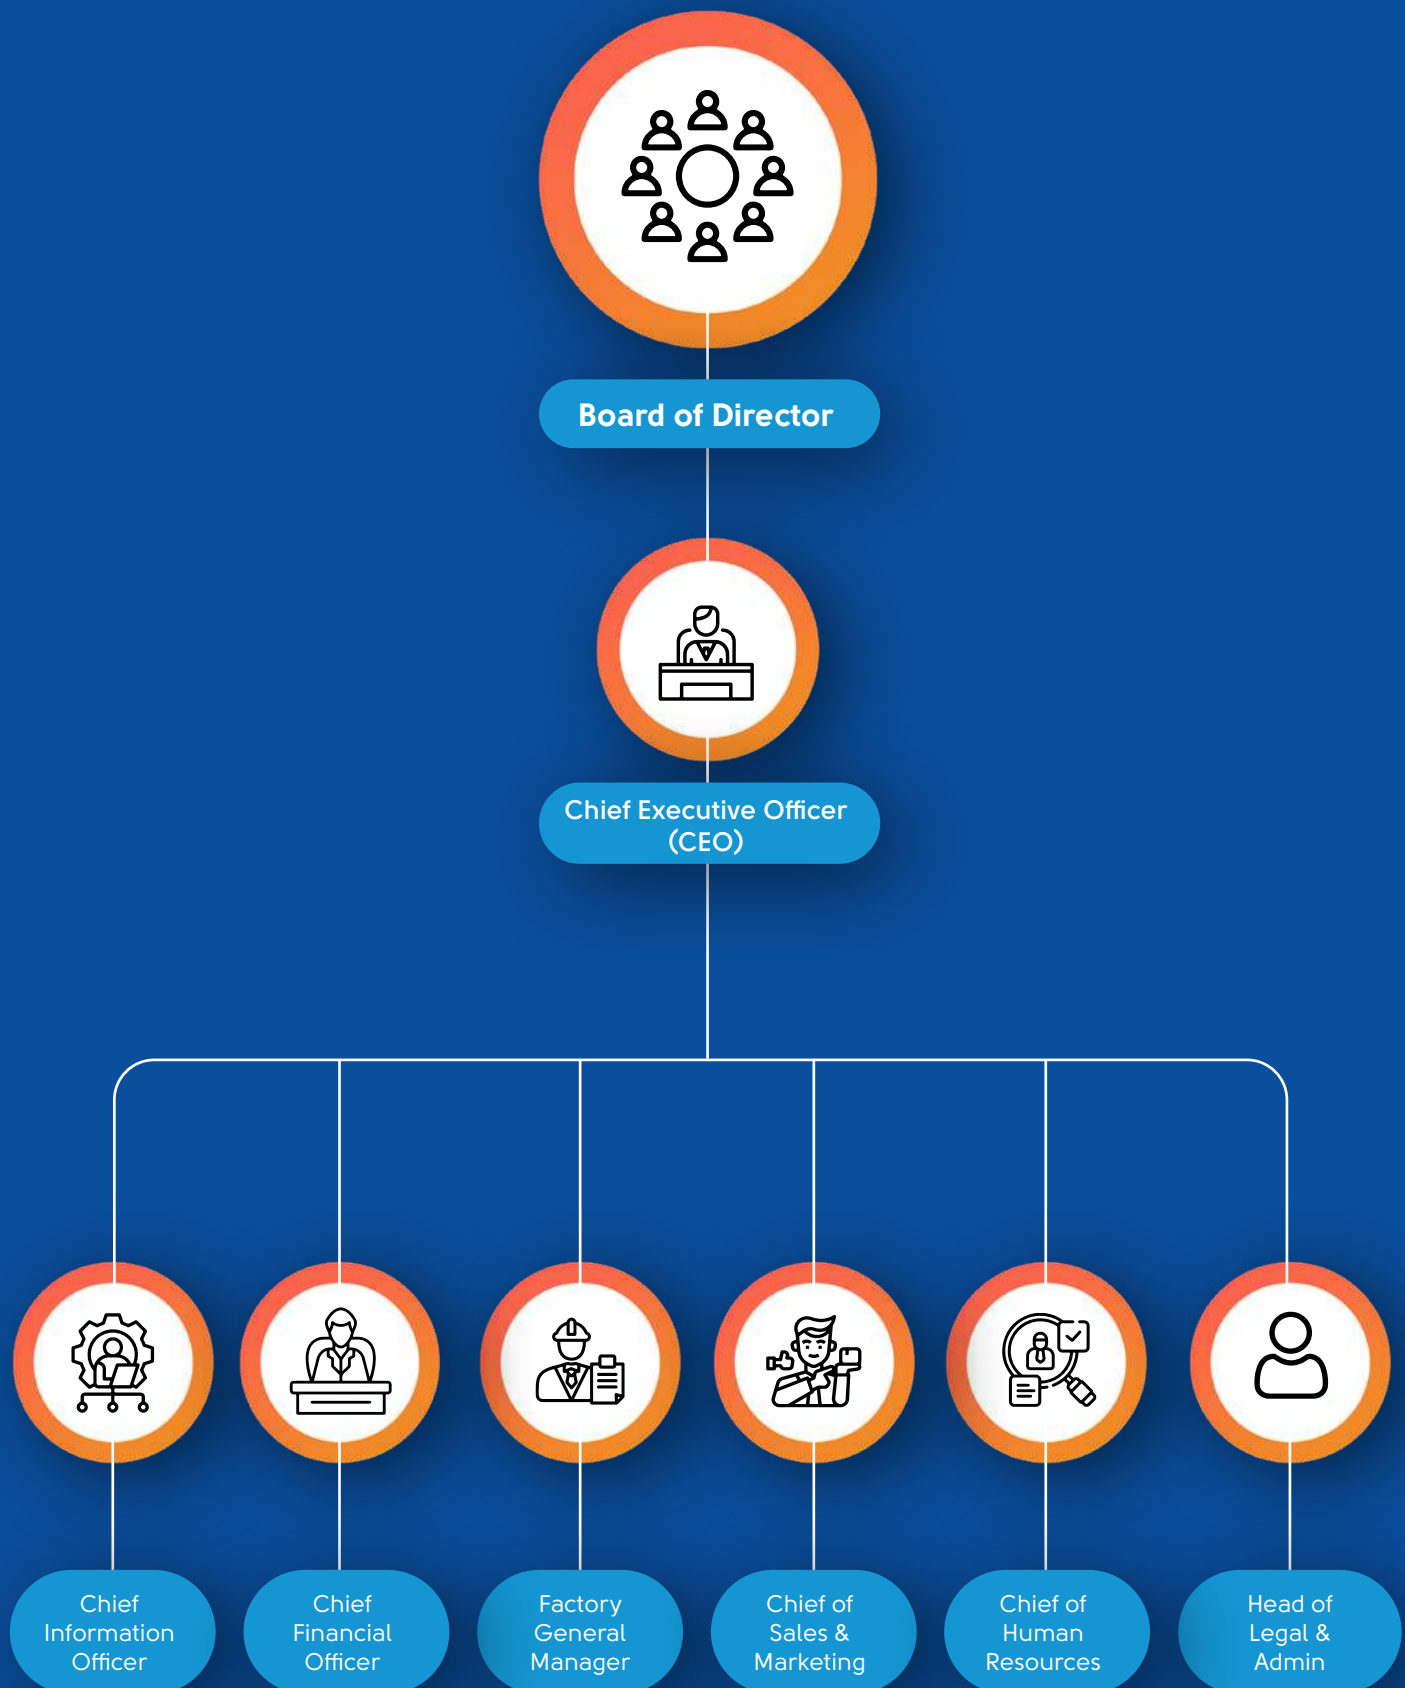 Board of Director
Chief Executive Officer
(CEO)
Chief
Information
Officer
Chief
Financial
Officer
Factory
General
Manager
Chief of
Sales &
Marketing
Chief of
Human
Resources
Head of
Legal &
Admin